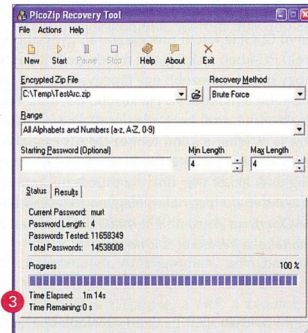 PicoZip Recovery Tool
File Actions Help
New Start Pause Stop Help About Exit
Encrypted Zip File Recovery Method
C:\Temp\TestArc.zip Brute Force
Range
All Alphabets and Numbers (a-z, A-Z, 0-9)
Starting Password (Optional) Min Length Max Length
4 4
Status Results
Current Password: murt
Password Length: 4
Passwords Tested: 11658349
Total Passwords: 14538008
Progress 100 %
3 Time Elapsed: 1m 14s
Time Remaining: 0 s